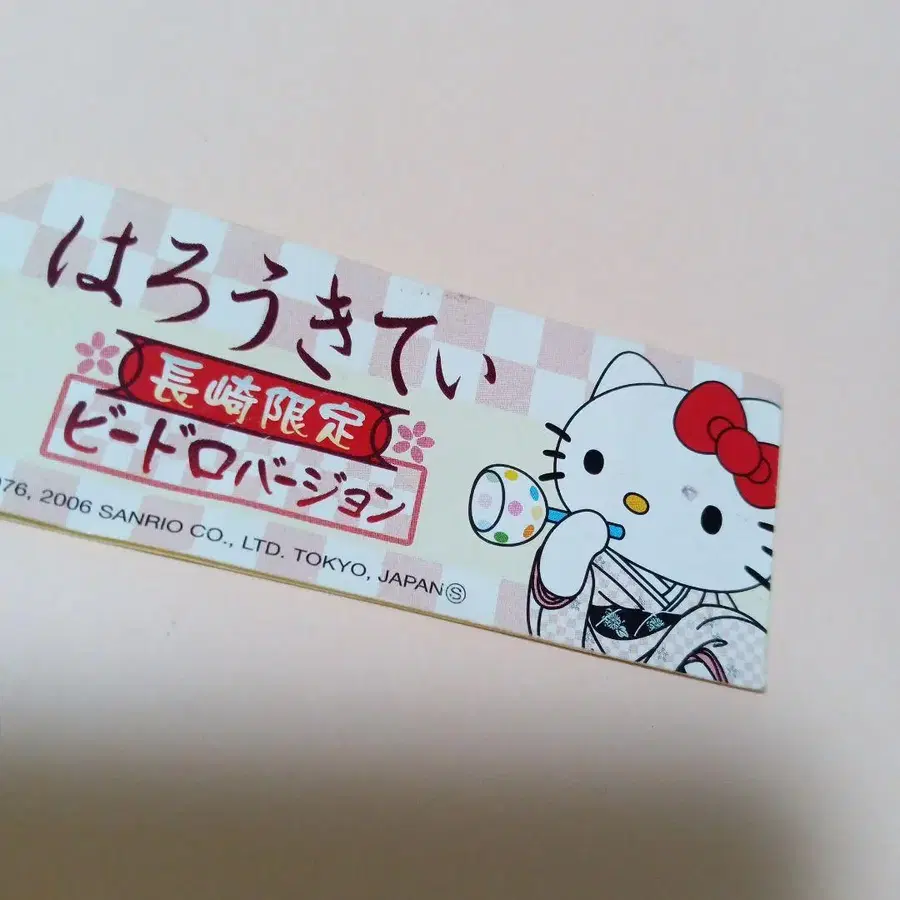 はろうきてぃ
長崎限定
ビードロバージョン
76, 2006 SANRIO CO., LTD. TOKYO, JAPAN Ⓢ